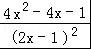 4x² − 4x − 1
(2x − 1)²